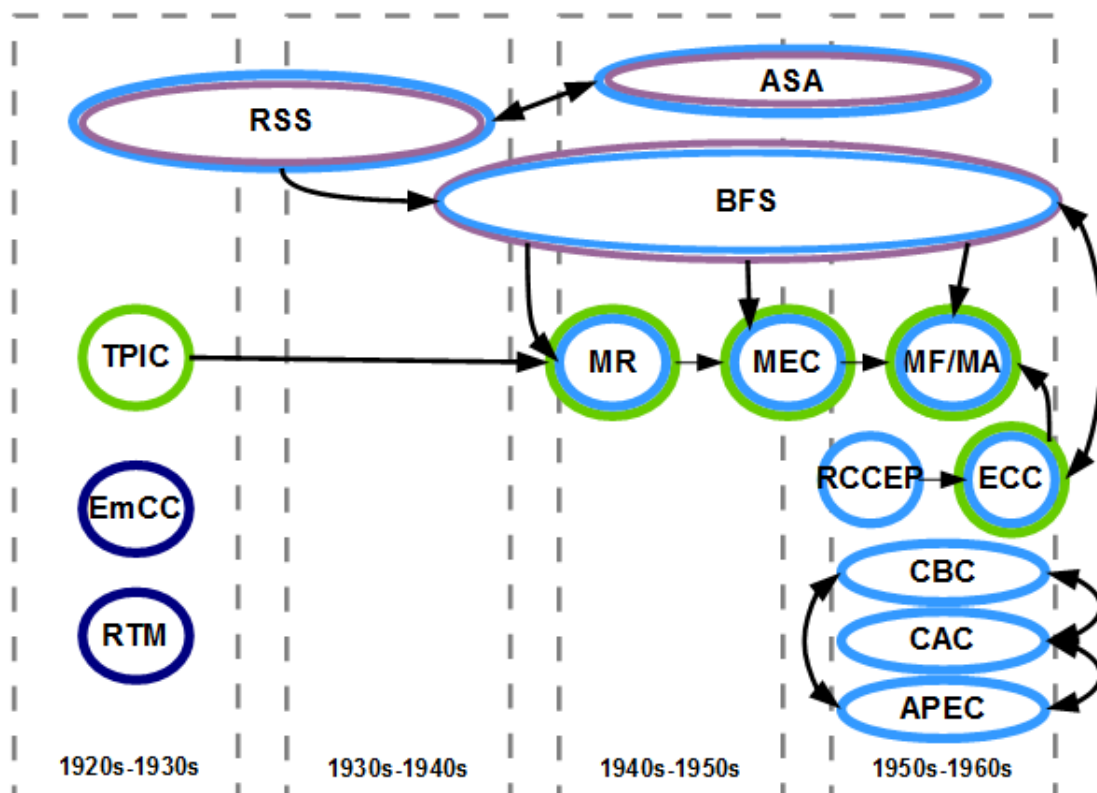 ASA
RSS
BFS
TPIC
MR
MEC
MF/MA
RCCEP
ECC
EmCC
CBC
RTM
CAC
APEC
1920s-1930s
1930s-1940s
1940s-1950s
1950s-1960s